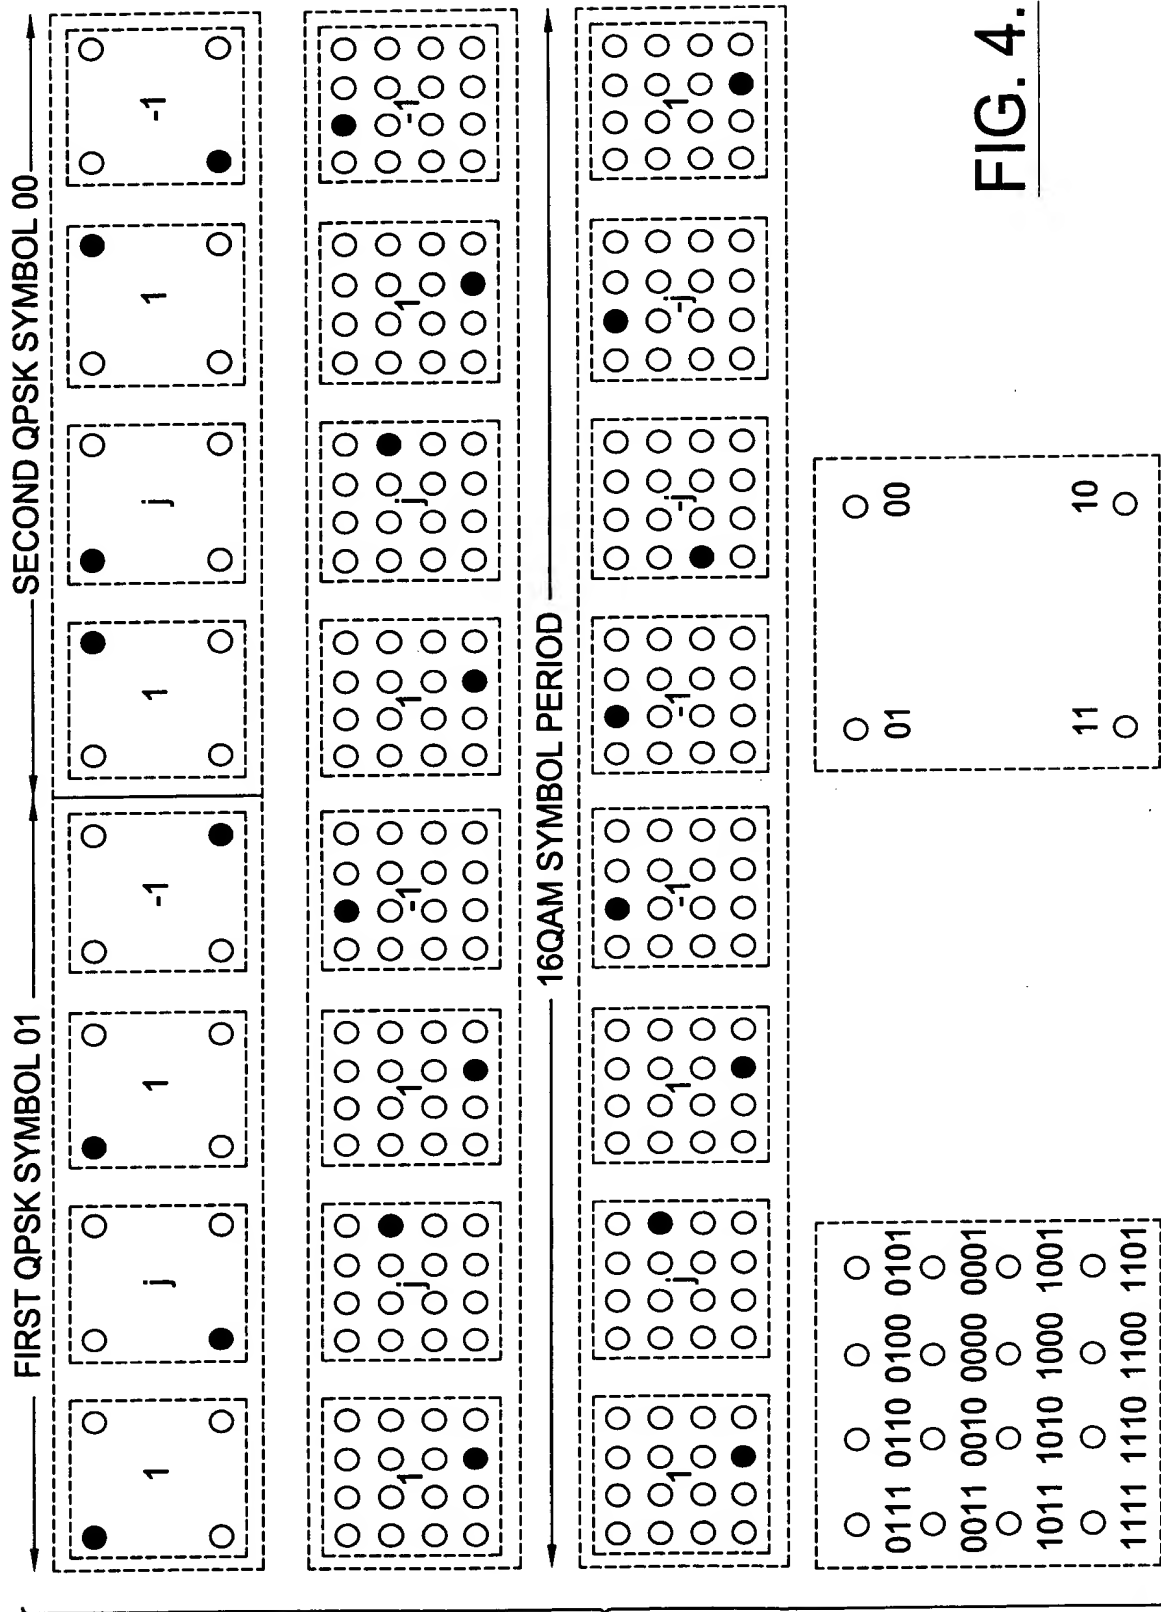 FIRST QPSK SYMBOL 01 SECOND QPSK SYMBOL 00
1 j 1 -1 1 j 1 -1
1 j 1 -1 1 j 1 -1
16QAM SYMBOL PERIOD
1 j 1 -1 -1 -j -j 1
0111 0110 0100 0101
0011 0010 0000 0001
1011 1010 1000 1001
1111 1110 1100 1101
01 00
11 10
FIG. 4.